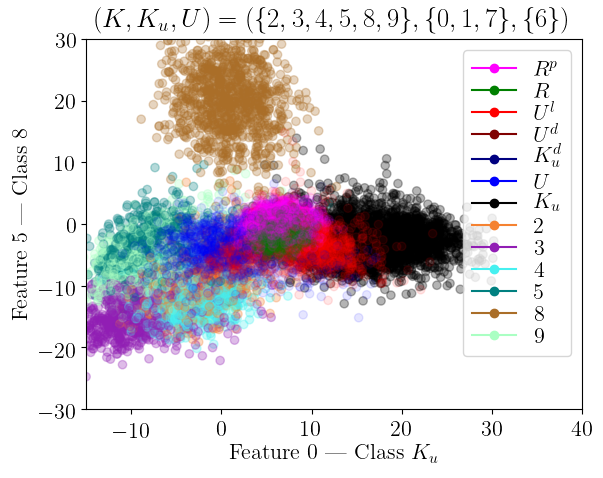 (K, K_u, U) = ({2, 3, 4, 5, 8, 9}, {0, 1, 7}, {6})
30
20
10
0
−10
−20
−30
Feature 5 — Class 8
R^p
R
U^l
U^d
K_u^d
U
K_u
2
3
4
5
8
9
−10
0
10
20
30
40
Feature 0 — Class K_u